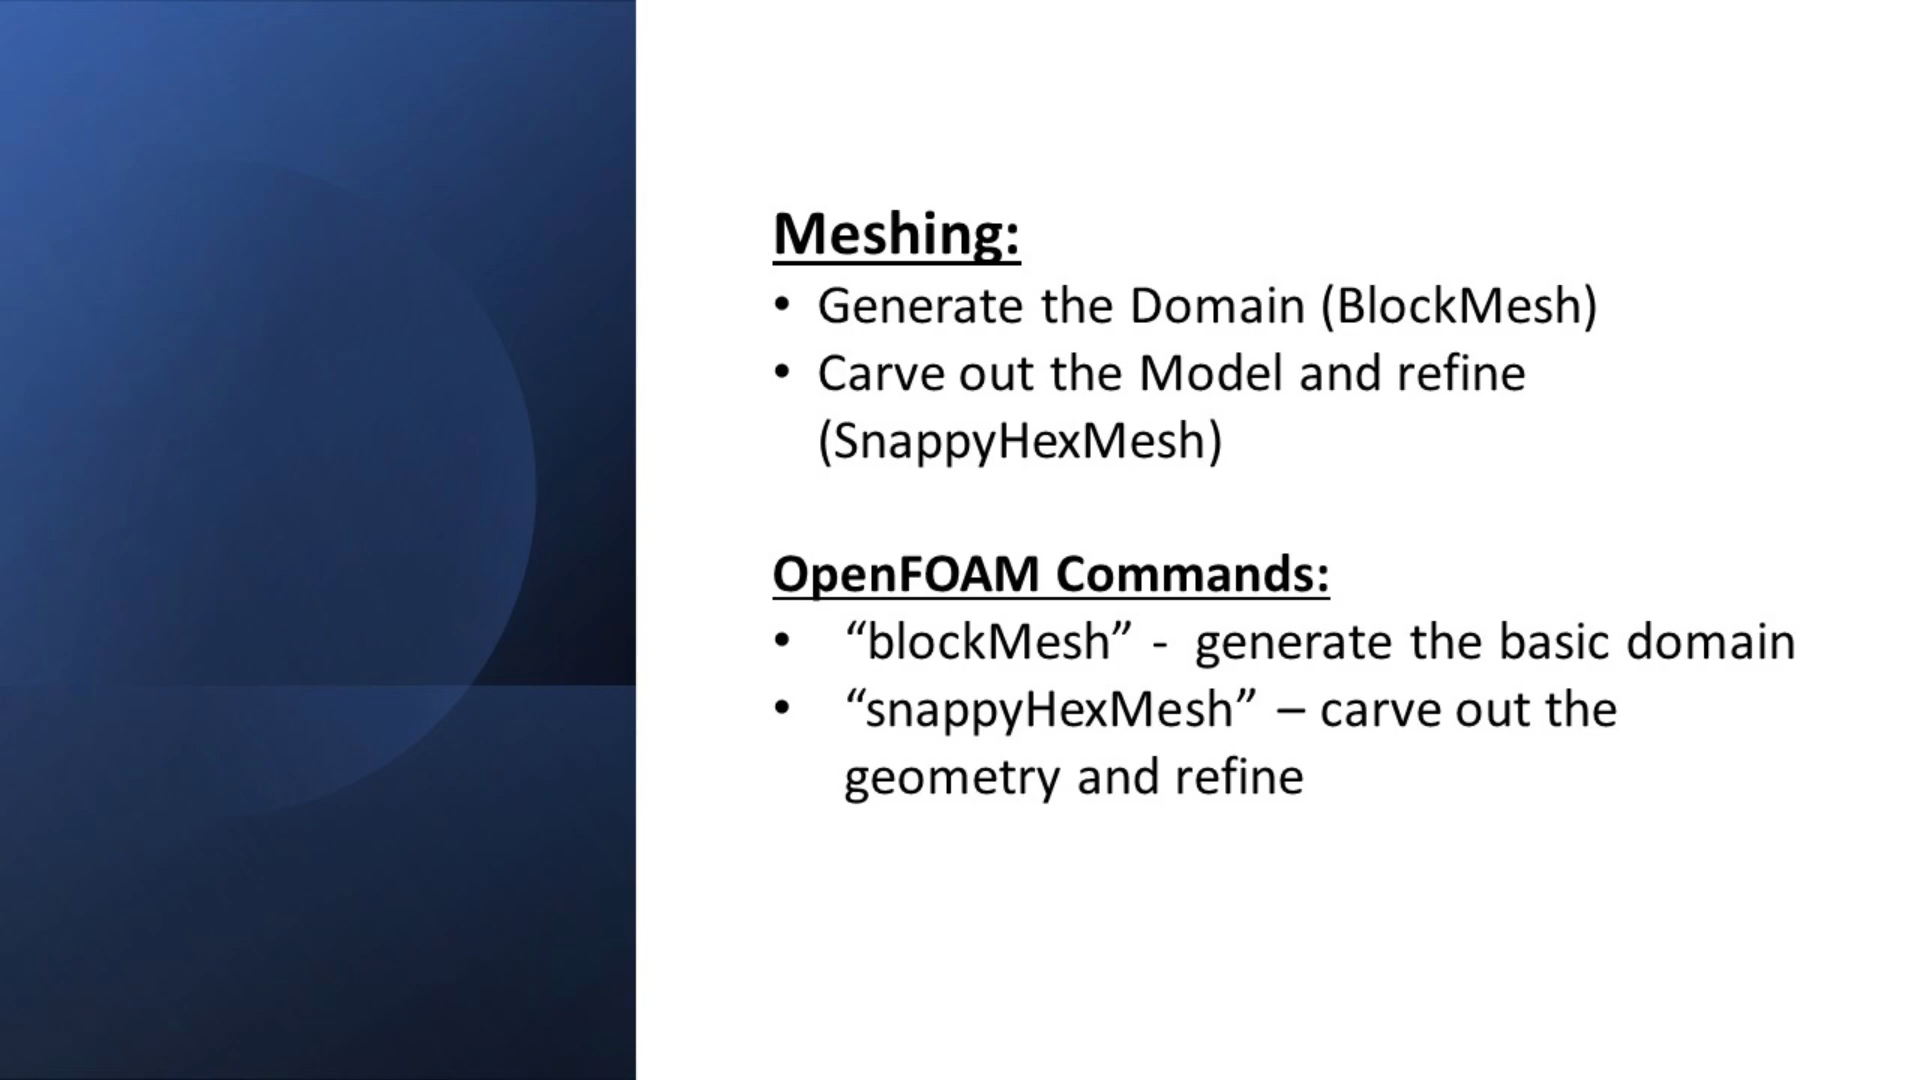 Meshing:
• Generate the Domain (BlockMesh)
• Carve out the Model and refine
(SnappyHexMesh)
OpenFOAM Commands:
• “blockMesh” - generate the basic domain
• “snappyHexMesh” – carve out the
geometry and refine